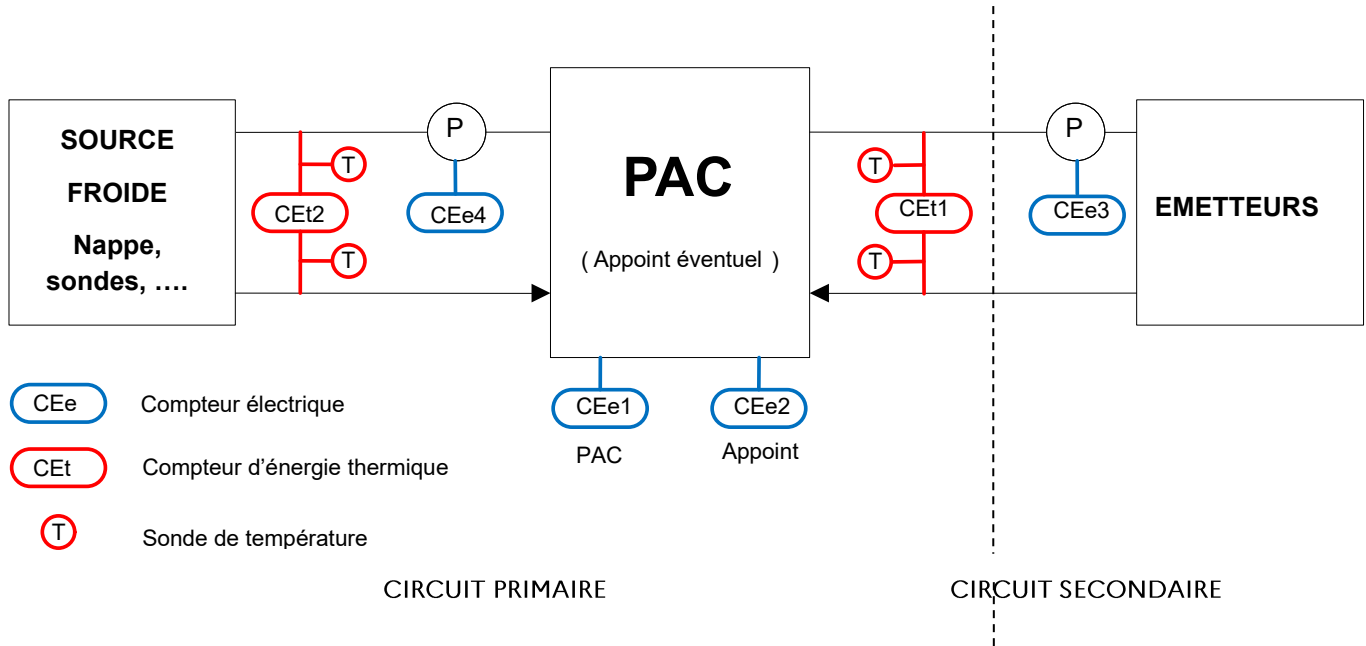 SOURCE
FROIDE
Nappe,
sondes, ….
T
CEt2
T
P
CEe4
PAC
( Appoint éventuel )
T
CEt1
T
P
CEe3
EMETTEURS
CEe1
PAC
CEe2
Appoint
CEe
Compteur électrique
CEt
Compteur d'énergie thermique
T
Sonde de température
CIRCUIT PRIMAIRE
CIRCUIT SECONDAIRE